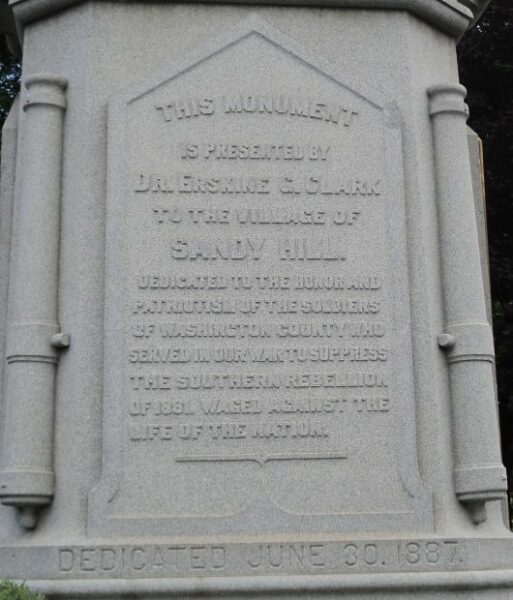 THIS MONUMENT
IS PRESENTED BY
DR. ERSKINE G. CLARK
TO THE VILLAGE OF
SANDY HILL.
DEDICATED TO THE HONOR AND
PATRIOTISM OF THE SOLDIERS
OF WASHINGTON COUNTY WHO
SERVED IN OUR WAR TO SUPPRESS
THE SOUTHERN REBELLION
OF 1861. WAGED AGAINST THE
LIFE OF THE NATION.
DEDICATED JUNE 30. 1887.